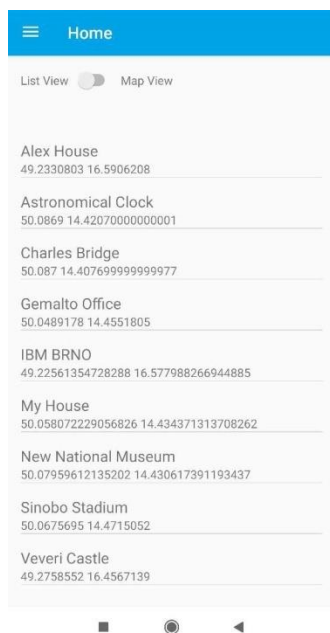 Home
List View Map View
Alex House
49.2330803 16.5906208
Astronomical Clock
50.0869 14.42070000000001
Charles Bridge
50.087 14.407699999999977
Gemalto Office
50.0489178 14.4551805
IBM BRNO
49.22561354728288 16.577988266944885
My House
50.058072229056826 14.434371313708262
New National Museum
50.07959612135202 14.430617391193437
Sinobo Stadium
50.0675695 14.4715052
Veveri Castle
49.2758552 16.4567139